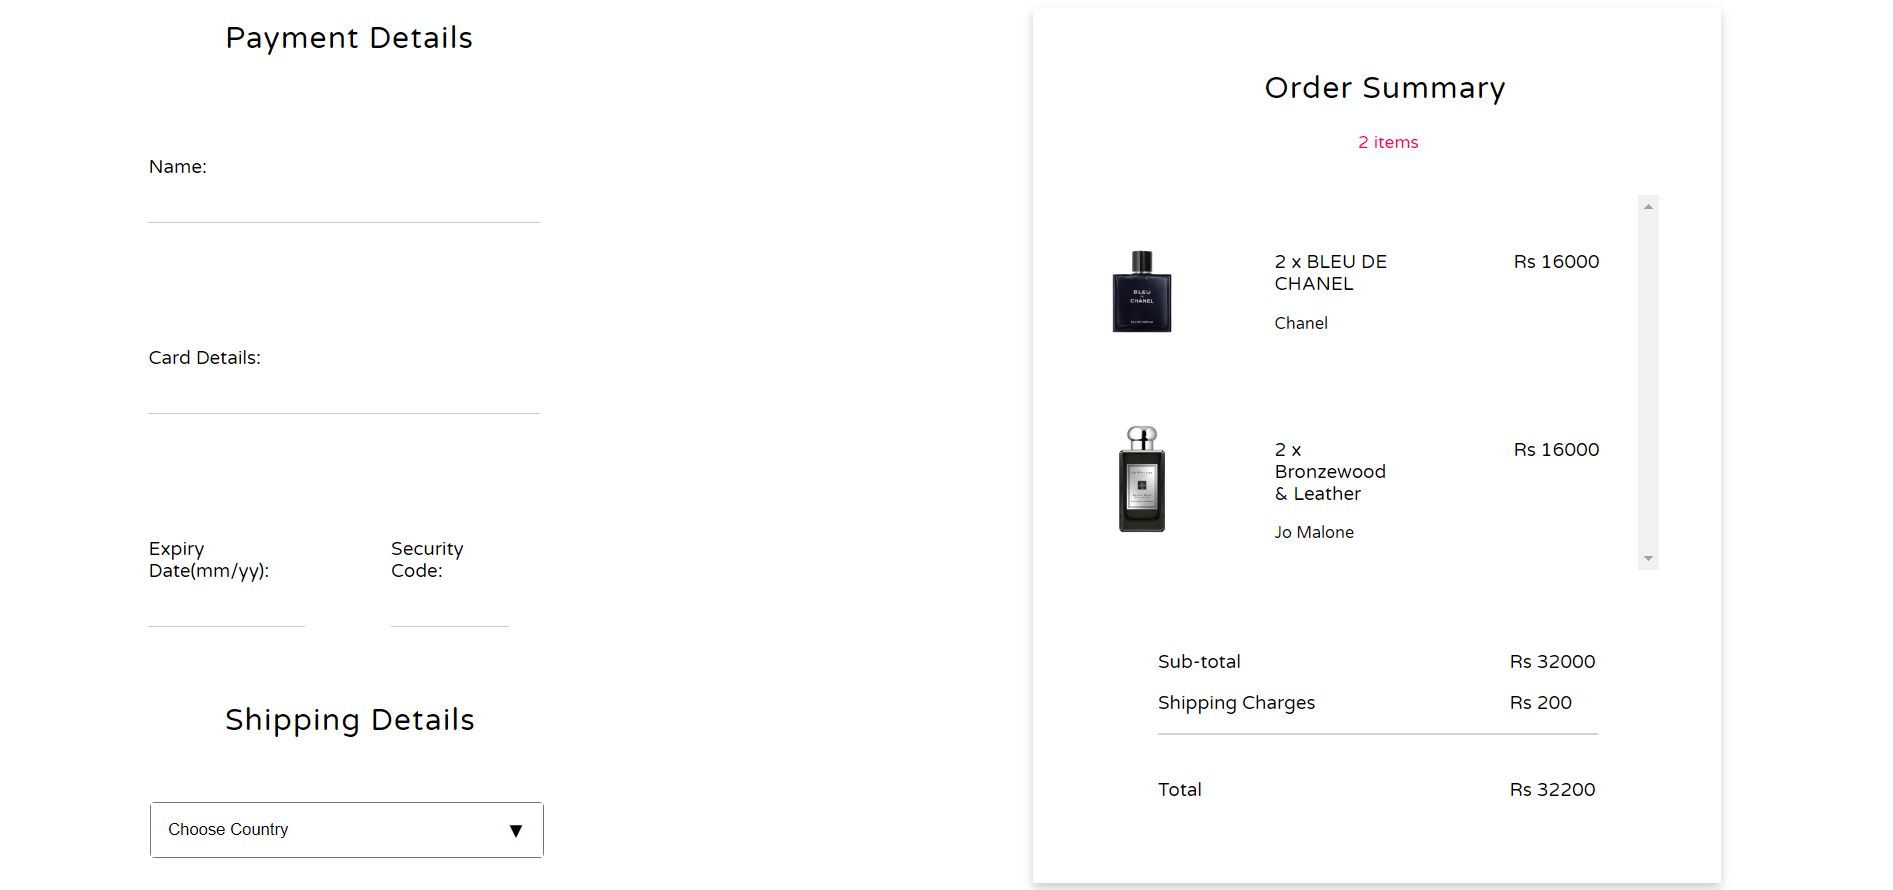 Payment Details
Name:
Card Details:
Expiry
Date(mm/yy):
Security
Code:
Shipping Details
Choose Country
Order Summary
2 items
BLEU
CHANEL
2 x BLEU DE
CHANEL
Chanel
Rs 16000
2 x
Bronzewood
& Leather
Jo Malone
Rs 16000
Sub-total
Rs 32000
Shipping Charges
Rs 200
Total
Rs 32200